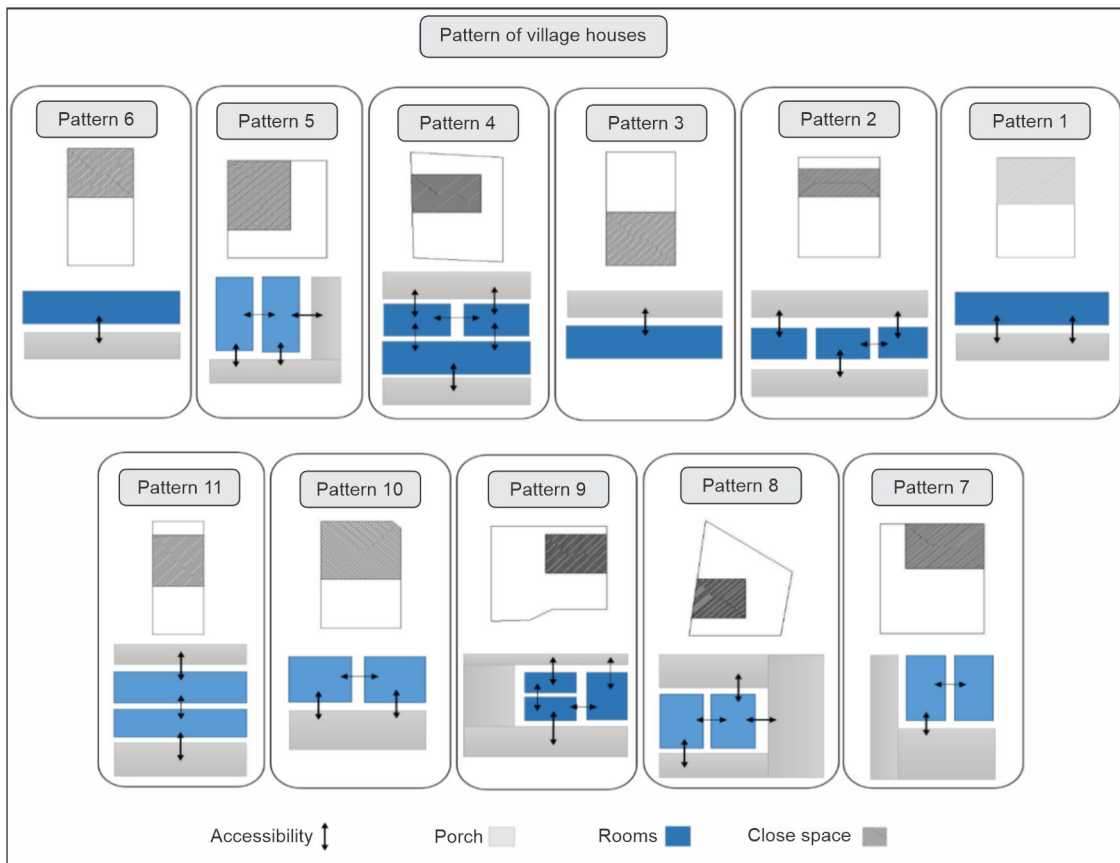 Pattern of village houses
Pattern 6
Pattern 5
Pattern 4
Pattern 3
Pattern 2
Pattern 1
Pattern 11
Pattern 10
Pattern 9
Pattern 8
Pattern 7
Accessibility
Porch
Rooms
Close space